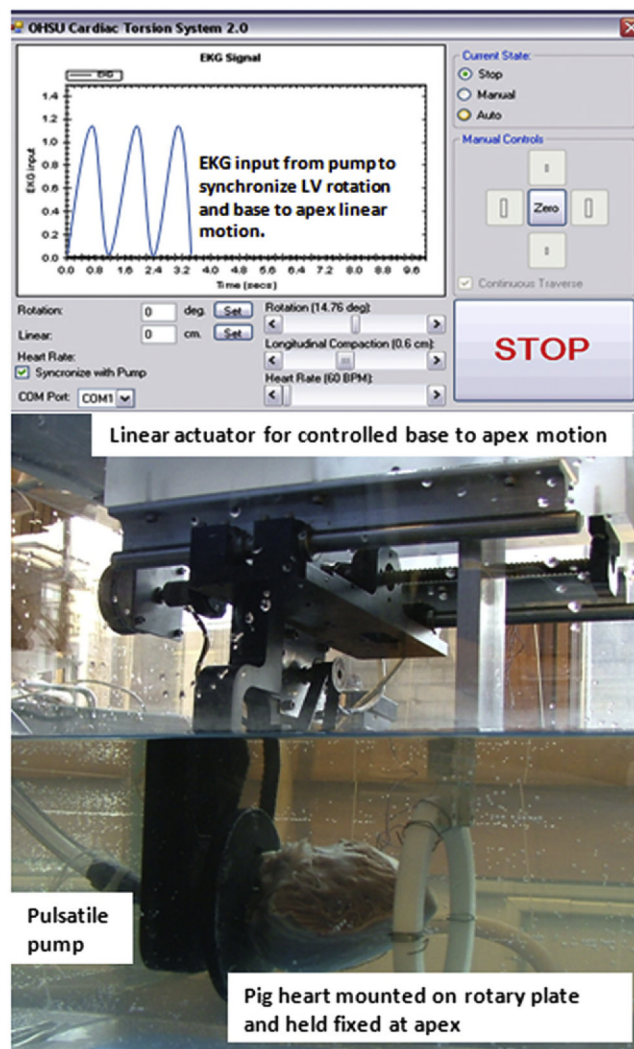 OHSU Cardiac Torsion System 2.0
EKG Signal
EKG
EKG input
1.4
1.2
1.0
0.8
0.6
0.4
0.2
0.0
EKG input from pump to
synchronize LV rotation
and base to apex linear
motion.
0.0 0.8 1.6 2.4 3.2 4.0 4.8 5.6 6.4 7.2 8.0 8.8 9.6
Time (secs)
Current State:
Stop
Manual
Auto
Manual Controls
Zero
Continuous Traverse
Rotation: 0 deg. Set
Linear: 0 cm. Set
Heart Rate:
Syncronize with Pump
COM Port: COM1
Rotation (14.76 deg):
Longitudinal Compaction (0.6 cm):
Heart Rate (60 BPM):
STOP
Linear actuator for controlled base to apex motion
Pulsatile
pump
Pig heart mounted on rotary plate
and held fixed at apex